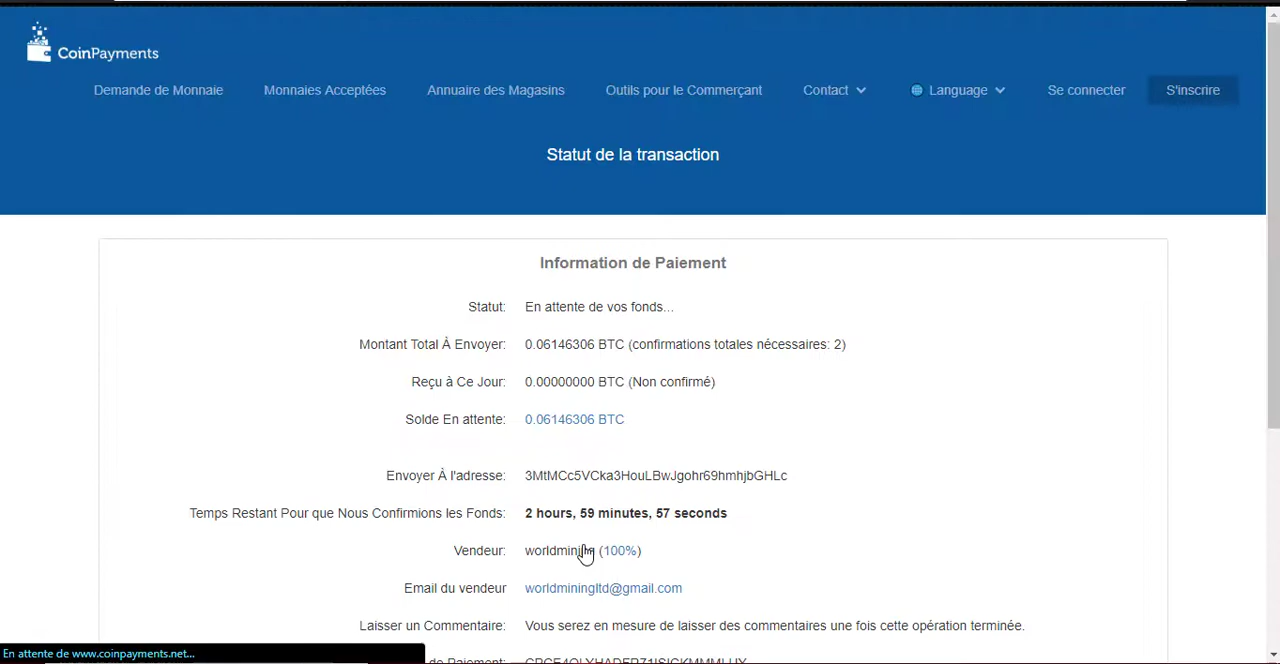 CoinPayments
Demande de Monnaie Monnaies Acceptées Annuaire des Magasins Outils pour le Commerçant Contact Language Se connecter S'inscrire
Statut de la transaction
Information de Paiement
Statut: En attente de vos fonds...
Montant Total À Envoyer: 0.06146306 BTC (confirmations totales nécessaires: 2)
Reçu à Ce Jour: 0.00000000 BTC (Non confirmé)
Solde En attente: 0.06146306 BTC
Envoyer À l'adresse: 3MtMCc5VCka3HouLBwJgohr69hmhjbGHLc
Temps Restant Pour que Nous Confirmions les Fonds: 2 hours, 59 minutes, 57 seconds
Vendeur: worldmining (100%)
Email du vendeur worldminingltd@gmail.com
Laisser un Commentaire: Vous serez en mesure de laisser des commentaires une fois cette opération terminée.
de Paiement:
En attente de www.coinpayments.net...